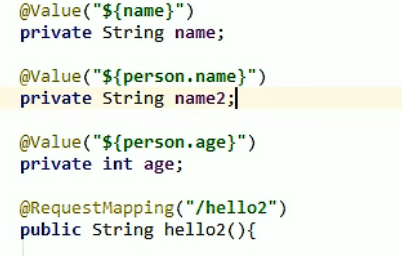 @Value("${name}")
private String name;
@Value("${person.name}")
private String name2;
@Value("${person.age}")
private int age;
@RequestMapping("/hello2")
public String hello2(){